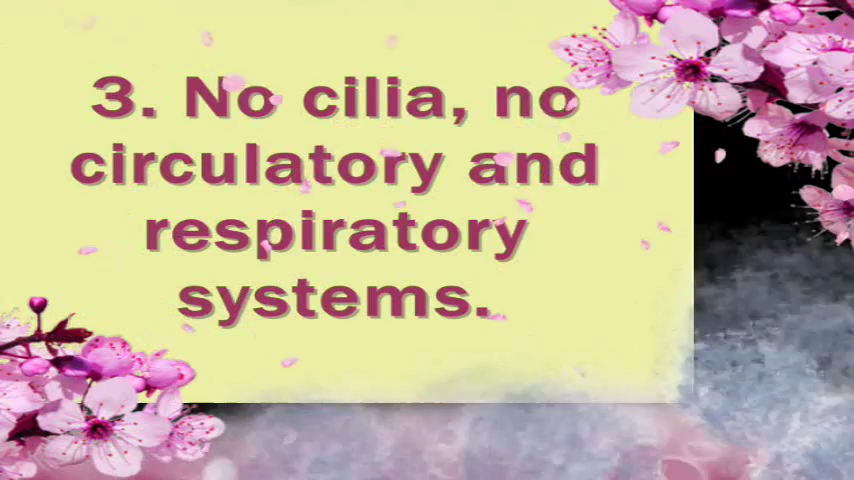 3. No cilia, no
circulatory and
respiratory
systems.